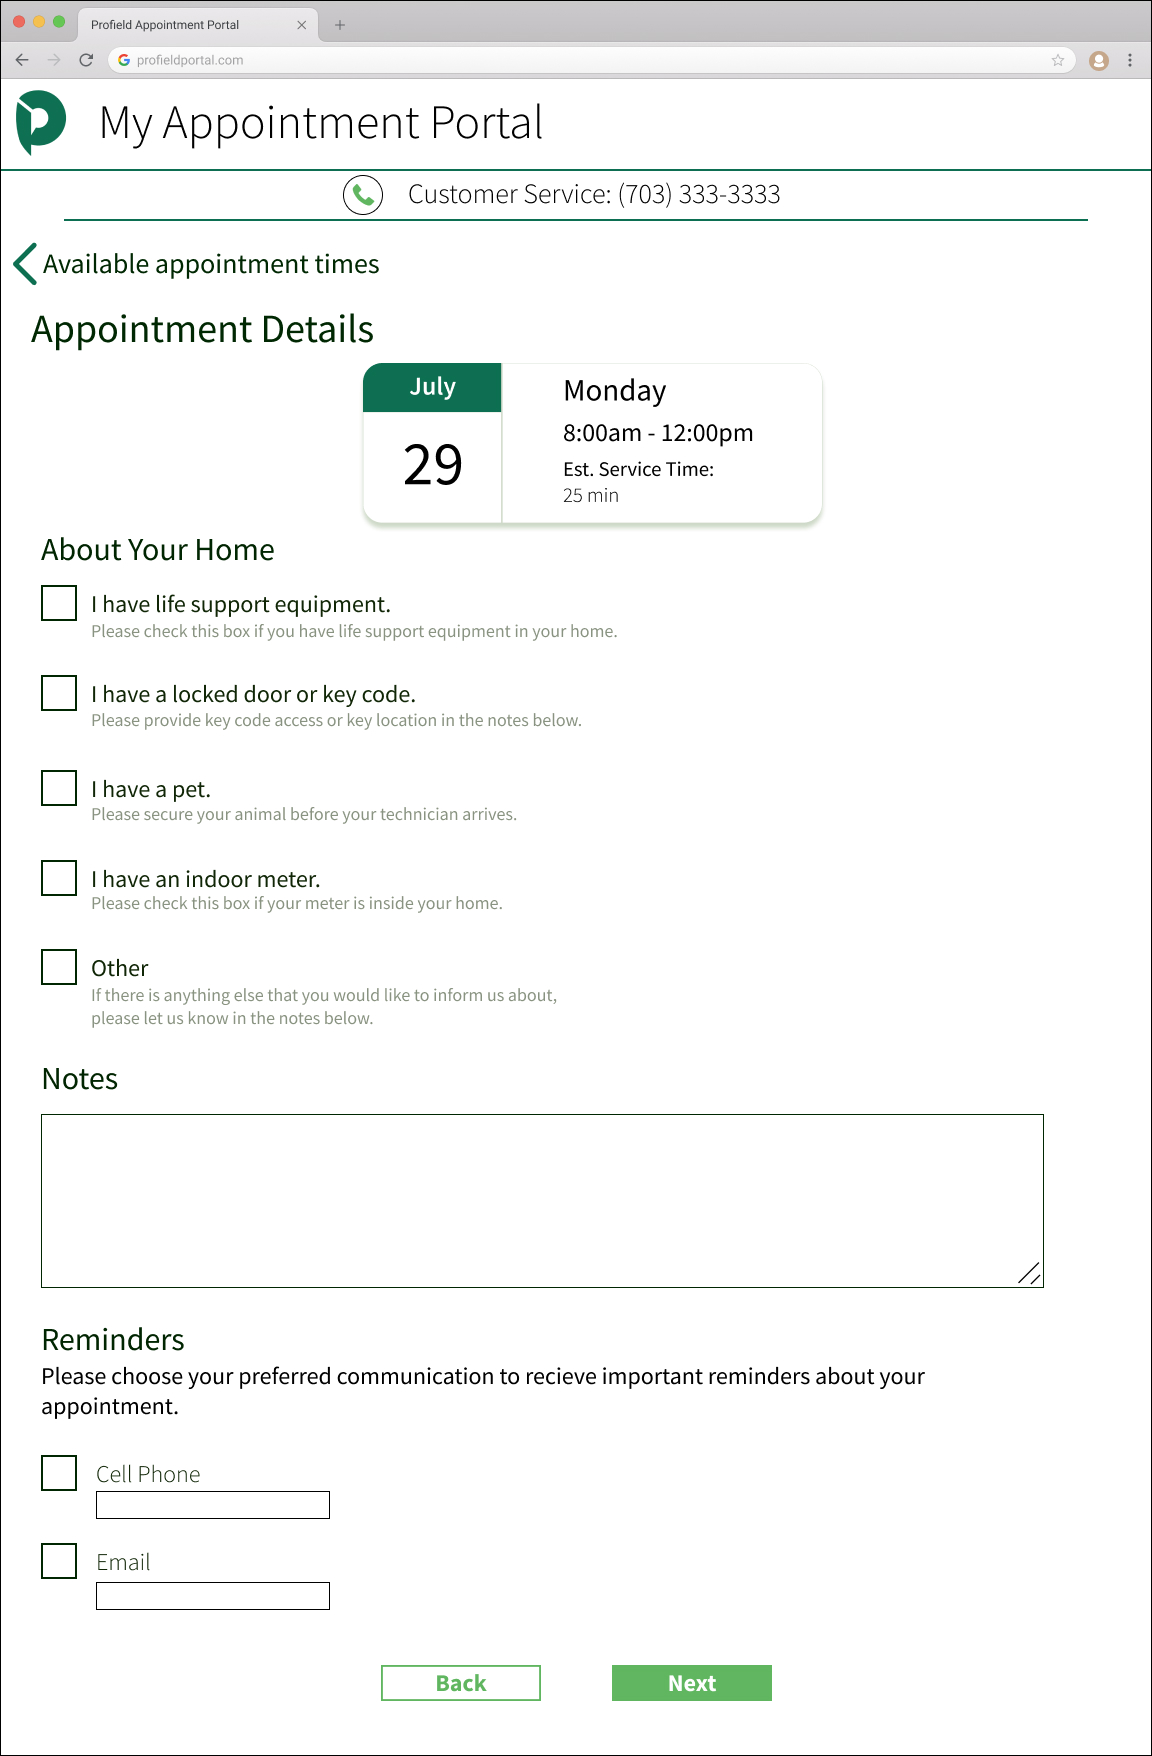 Profield Appointment Portal
profieldportal.com
My Appointment Portal
Customer Service: (703) 333-3333
Available appointment times
Appointment Details
July
29
Monday
8:00am - 12:00pm
Est. Service Time:
25 min
About Your Home
I have life support equipment.
Please check this box if you have life support equipment in your home.
I have a locked door or key code.
Please provide key code access or key location in the notes below.
I have a pet.
Please secure your animal before your technician arrives.
I have an indoor meter.
Please check this box if your meter is inside your home.
Other
If there is anything else that you would like to inform us about,
please let us know in the notes below.
Notes
Reminders
Please choose your preferred communication to recieve important reminders about your
appointment.
Cell Phone
Email
Back
Next